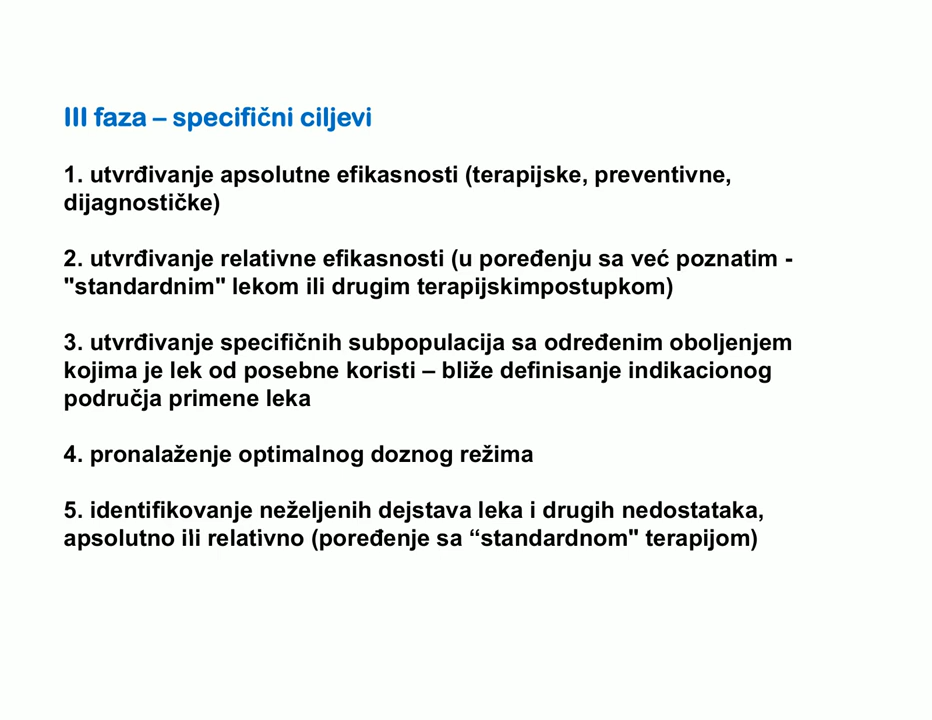 III faza – specifični ciljevi
1. utvrđivanje apsolutne efikasnosti (terapijske, preventivne,
dijagnostičke)
2. utvrđivanje relativne efikasnosti (u poređenju sa već poznatim -
"standardnim" lekom ili drugim terapijskimpostupkom)
3. utvrđivanje specifičnih subpopulacija sa određenim oboljenjem
kojima je lek od posebne koristi – bliže definisanje indikacionog
područja primene leka
4. pronalaženje optimalnog doznog režima
5. identifikovanje neželjenih dejstava leka i drugih nedostataka,
apsolutno ili relativno (poređenje sa “standardnom" terapijom)